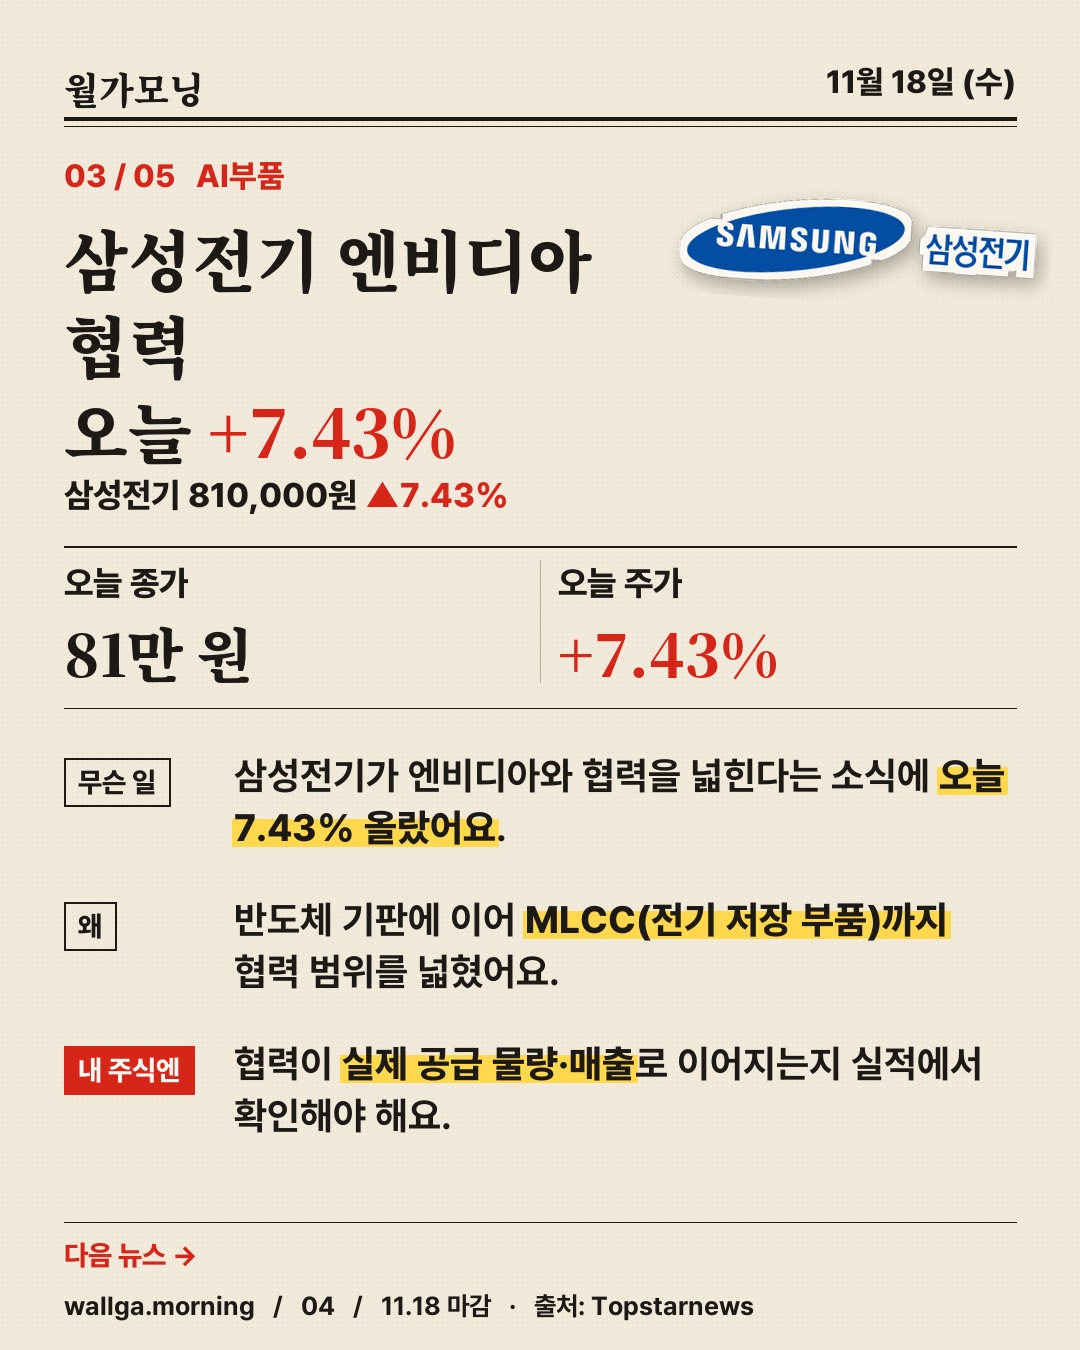 월가모닝
11월 18일 (수)
03 / 05 AI부품
삼성전기 엔비디아
협력
SAMSUNG 삼성전기
오늘 +7.43%
삼성전기 810,000원 ▲7.43%
오늘 종가
81만 원
오늘 주가
+7.43%
무슨 일
삼성전기가 엔비디아와 협력을 넓힌다는 소식에 오늘
7.43% 올랐어요.
왜
반도체 기판에 이어 MLCC(전기 저장 부품)까지
협력 범위를 넓혔어요.
내 주식엔
협력이 실제 공급 물량·매출로 이어지는지 실적에서
확인해야 해요.
다음 뉴스 →
wallga.morning / 04 / 11.18 마감 · 출처: Topstarnews